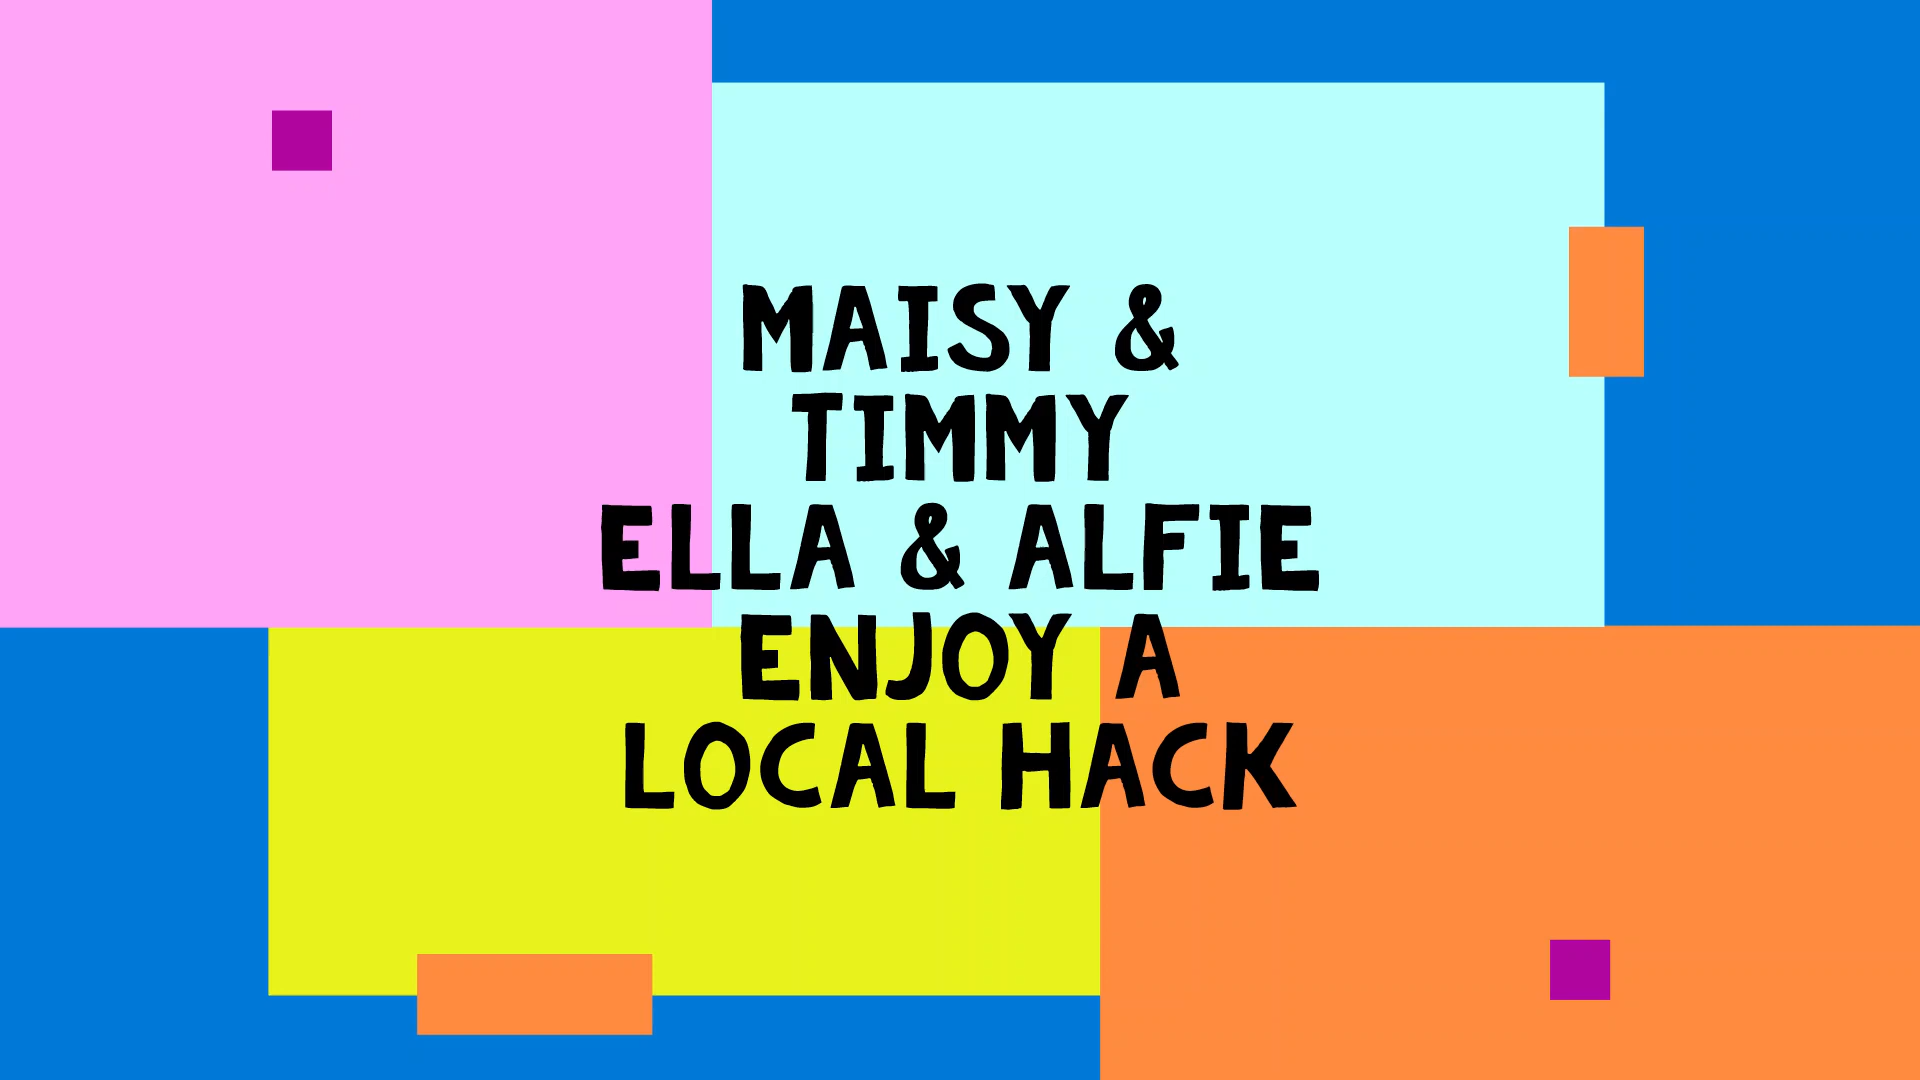 MAISY &
TIMMY
ELLA & ALFIE
ENJOY A
LOCAL HACK